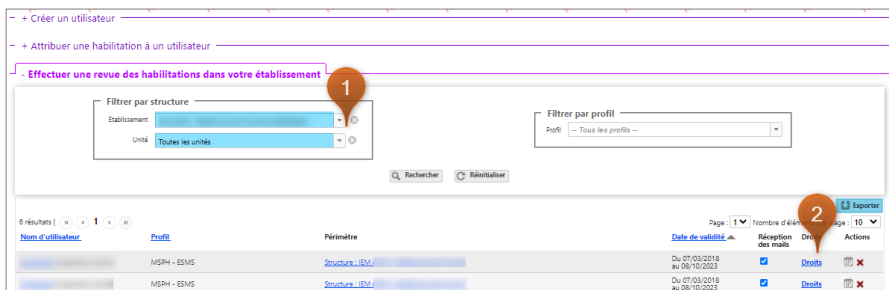 + Créer un utilisateur
+ Attribuer une habilitation à un utilisateur
- Effectuer une revue des habilitations dans votre établissement
1
Filtrer par structure
Etablissement
Unité Toutes les unités
Filtrer par profil
Profil -- Tous les profils --
Rechercher Réinitialiser
Exporter
2
6 résultats | 1
Page : 1 Nombre d'él page : 10
Nom d'utilisateur Profil Périmètre Date de validité Réception des mails Droits Actions
MSPH - ESMS Structure : IEM Du 07/03/2018 au 08/10/2023 Droits
MSPH - ESMS Structure : IEM Du 07/03/2018 au 08/10/2023 Droits